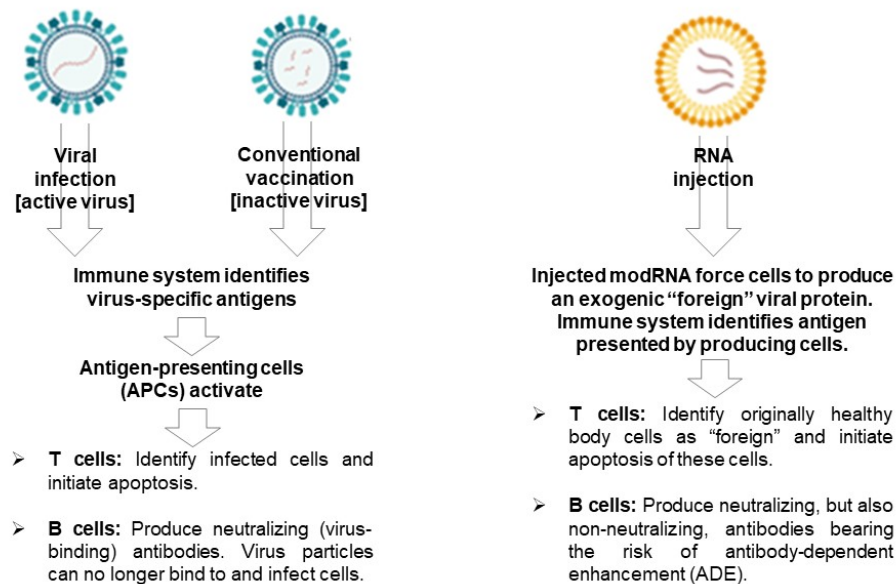 Viral
infection
[active virus]
Conventional
vaccination
[inactive virus]
Immune system identifies
virus-specific antigens
Antigen-presenting cells
(APCs) activate
➢ T cells: Identify infected cells and
initiate apoptosis.
➢ B cells: Produce neutralizing (virus-
binding) antibodies. Virus particles
can no longer bind to and infect cells.
RNA
injection
Injected modRNA force cells to produce
an exogenic “foreign” viral protein.
Immune system identifies antigen
presented by producing cells.
➢ T cells: Identify originally healthy
body cells as “foreign” and initiate
apoptosis of these cells.
➢ B cells: Produce neutralizing, but also
non-neutralizing, antibodies bearing
the risk of antibody-dependent
enhancement (ADE).